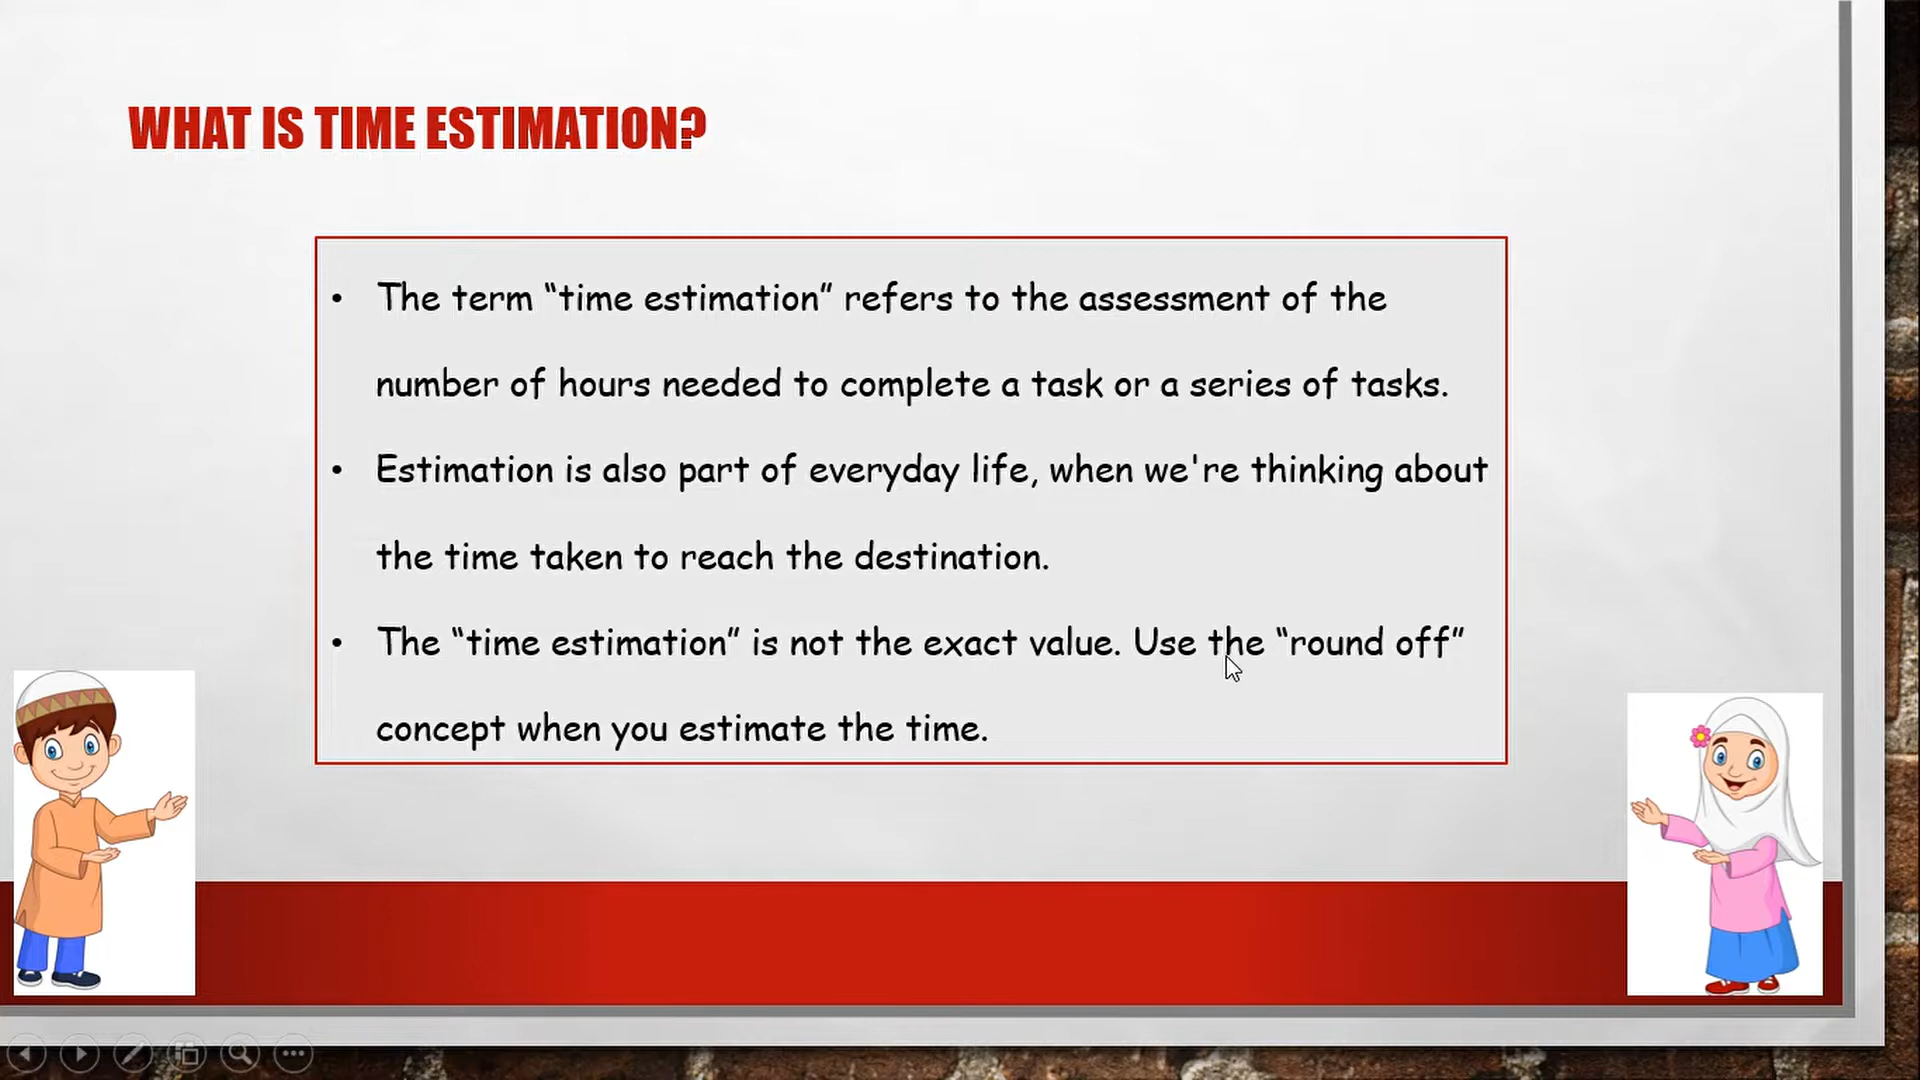 WHAT IS TIME ESTIMATION?
• The term “time estimation” refers to the assessment of the
number of hours needed to complete a task or a series of tasks.
• Estimation is also part of everyday life, when we're thinking about
the time taken to reach the destination.
• The “time estimation” is not the exact value. Use the “round off”
concept when you estimate the time.